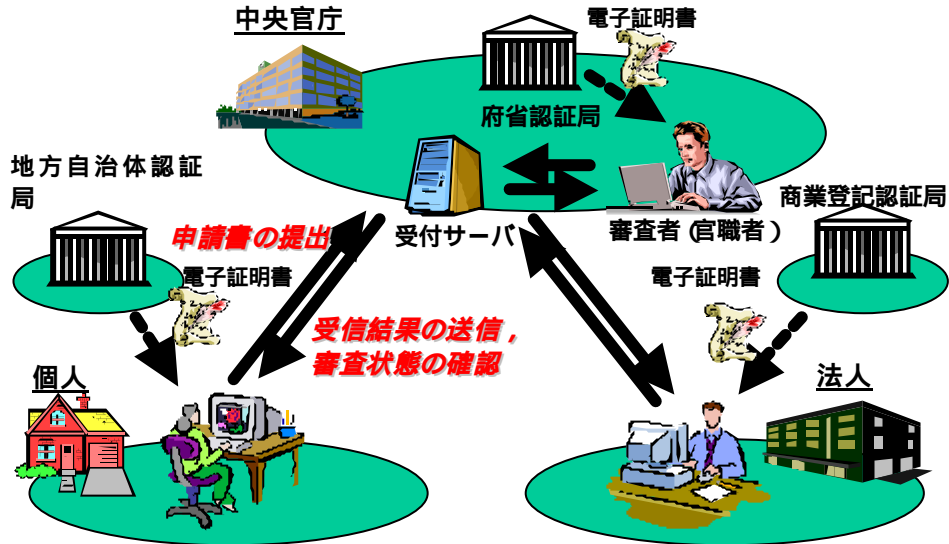 中央官庁
電子証明書
府省認証局
地方自治体認証
局
商業登記認証局
審査者(官職者)
受付サーバ
申請書の提出
電子証明書
電子証明書
受信結果の送信,
審査状態の確認
個人
法人